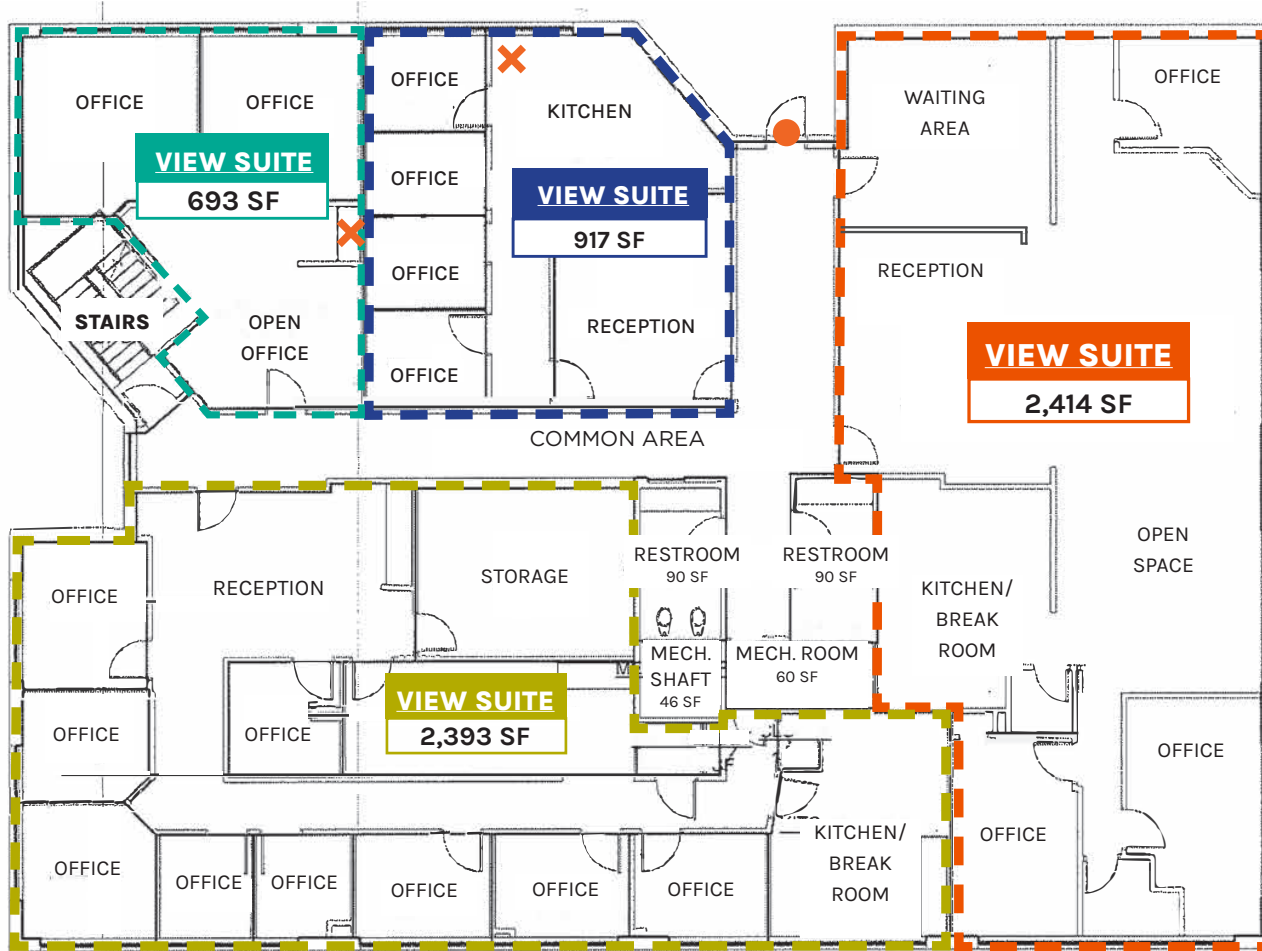 OFFICE
OFFICE
VIEW SUITE
693 SF
STAIRS
OPEN
OFFICE
OFFICE
OFFICE
OFFICE
OFFICE
KITCHEN
VIEW SUITE
917 SF
RECEPTION
WAITING
AREA
OFFICE
RECEPTION
VIEW SUITE
2,414 SF
COMMON AREA
OPEN
SPACE
KITCHEN/
BREAK
ROOM
OFFICE
OFFICE
RESTROOM
90 SF
RESTROOM
90 SF
MECH.
SHAFT
46 SF
MECH. ROOM
60 SF
OFFICE
RECEPTION
STORAGE
OFFICE
OFFICE
VIEW SUITE
2,393 SF
OFFICE
OFFICE
OFFICE
OFFICE
OFFICE
OFFICE
KITCHEN/
BREAK
ROOM